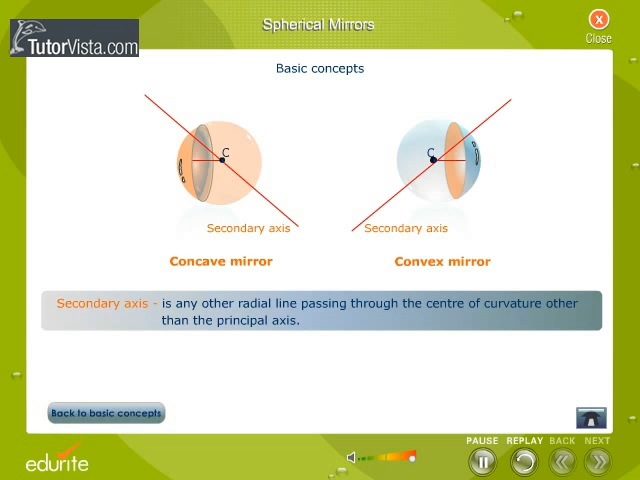 Spherical Mirrors
TutorVista.com
Close
Basic concepts
C
C
Secondary axis
Secondary axis
Concave mirror
Convex mirror
Secondary axis - is any other radial line passing through the centre of curvature other
than the principal axis.
Back to basic concepts
PAUSE REPLAY BACK NEXT
edurite